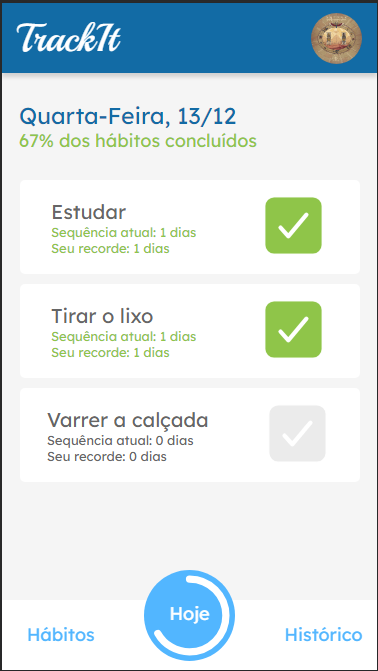 TrackIt
Quarta-Feira, 13/12
67% dos hábitos concluídos
Estudar
Sequência atual: 1 dias
Seu recorde: 1 dias
Tirar o lixo
Sequência atual: 1 dias
Seu recorde: 1 dias
Varrer a calçada
Sequência atual: 0 dias
Seu recorde: 0 dias
Hábitos
Hoje
Histórico